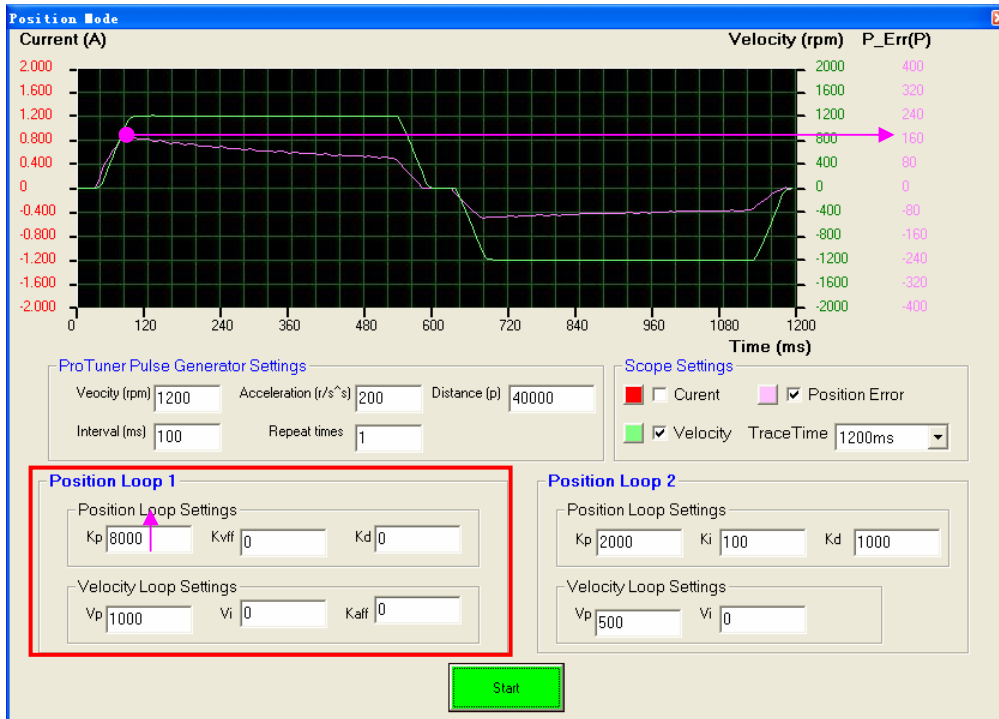 Position Mode
Current (A) Velocity (rpm) P_Err(P)
2.000 2000 400
1.600 1600 320
1.200 1200 240
0.800 800 160
0.400 400 80
0 0 0
-0.400 -400 -80
-0.800 -800 -160
-1.200 -1200 -240
-1.600 -1600 -320
-2.000 -2000 -400
0 120 240 360 480 600 720 840 960 1080 1200
Time (ms)
ProTuner Pulse Generator Settings
Veocity (rpm) 1200 Acceleration (r/s^s) 200 Distance (p) 40000
Interval (ms) 100 Repeat times 1
Scope Settings
Curent Position Error
Velocity TraceTime 1200ms
Position Loop 1
Position Loop Settings
Kp 8000 Kvff 0 Kd 0
Velocity Loop Settings
Vp 1000 Vi 0 Kaff 0
Position Loop 2
Position Loop Settings
Kp 2000 Ki 100 Kd 1000
Velocity Loop Settings
Vp 500 Vi 0
Start